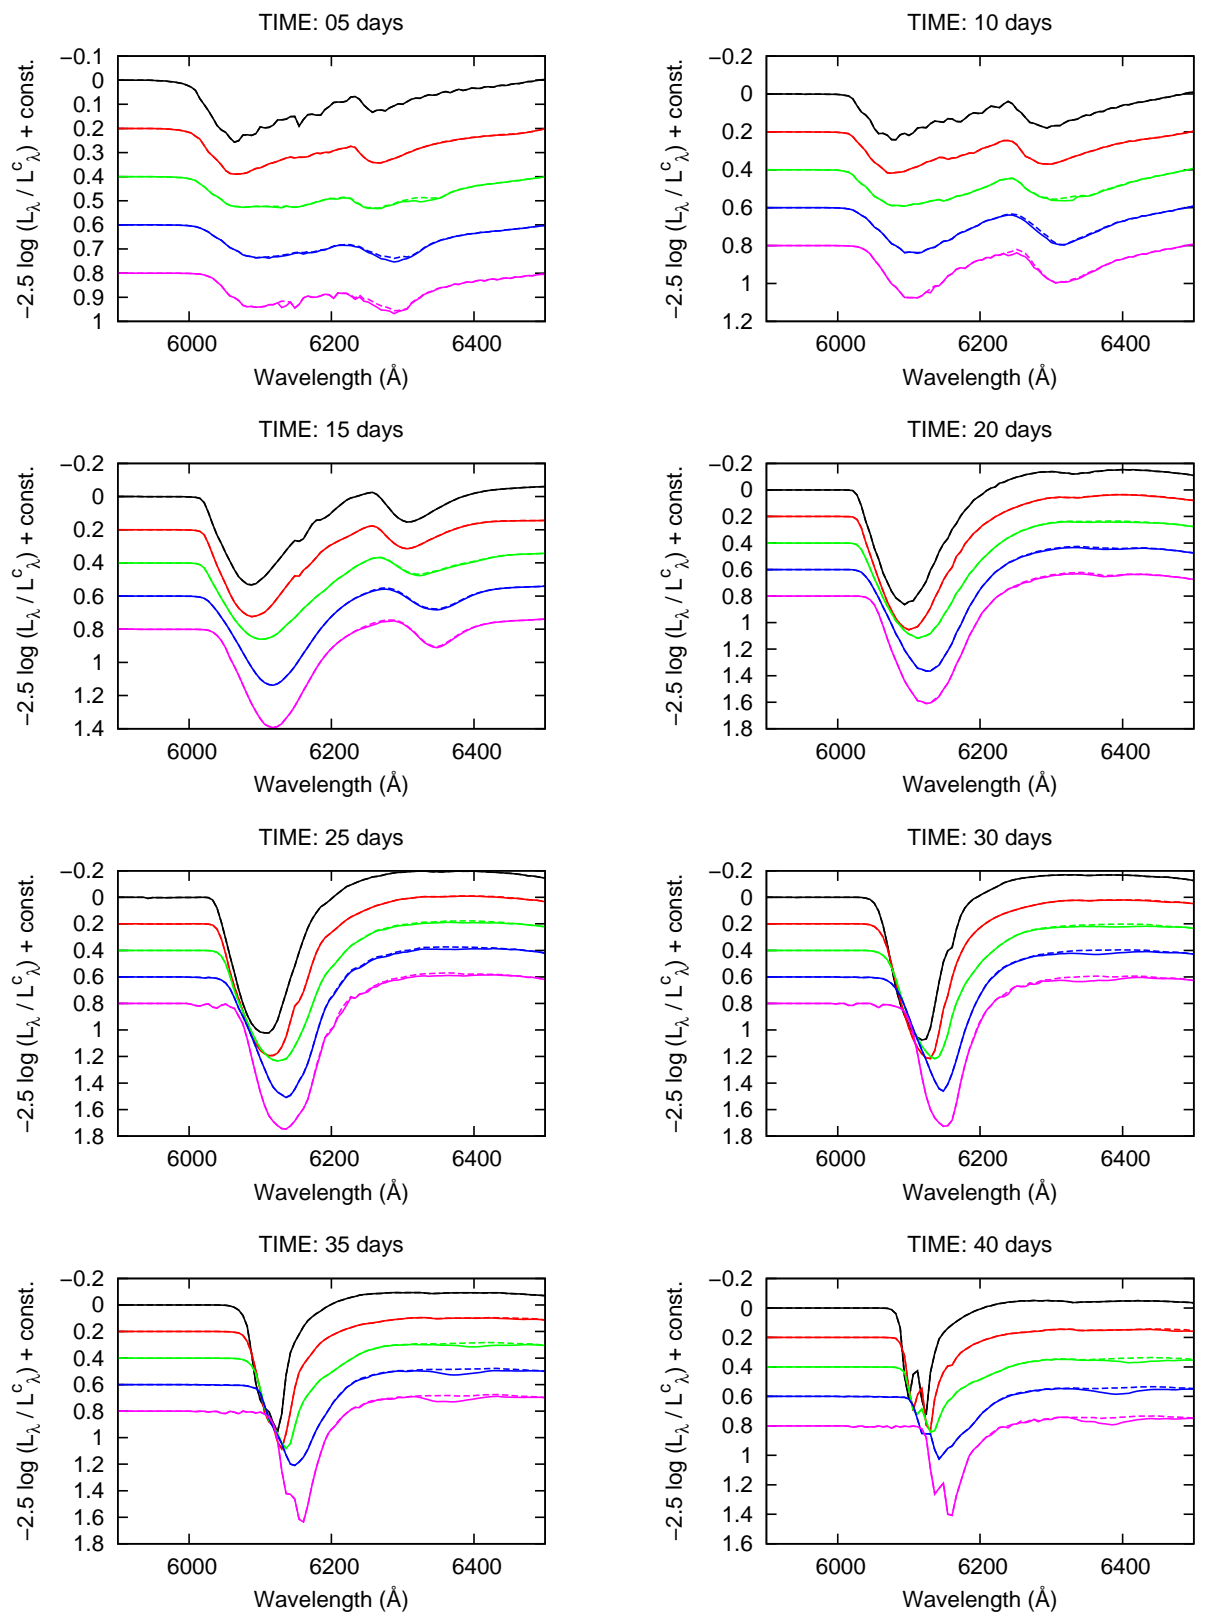 TIME: 05 days
−2.5 log (Lλ / Lcλ) + const.
−0.1
0
0.1
0.2
0.3
0.4
0.5
0.6
0.7
0.8
0.9
1
6000 6200 6400
Wavelength (Å)
TIME: 10 days
−2.5 log (Lλ / Lcλ) + const.
−0.2
0
0.2
0.4
0.6
0.8
1
1.2
6000 6200 6400
Wavelength (Å)
TIME: 15 days
−2.5 log (Lλ / Lcλ) + const.
−0.2
0
0.2
0.4
0.6
0.8
1
1.2
1.4
6000 6200 6400
Wavelength (Å)
TIME: 20 days
−2.5 log (Lλ / Lcλ) + const.
−0.2
0
0.2
0.4
0.6
0.8
1
1.2
1.4
1.6
1.8
6000 6200 6400
Wavelength (Å)
TIME: 25 days
−2.5 log (Lλ / Lcλ) + const.
−0.2
0
0.2
0.4
0.6
0.8
1
1.2
1.4
1.6
1.8
6000 6200 6400
Wavelength (Å)
TIME: 30 days
−2.5 log (Lλ / Lcλ) + const.
−0.2
0
0.2
0.4
0.6
0.8
1
1.2
1.4
1.6
1.8
6000 6200 6400
Wavelength (Å)
TIME: 35 days
−2.5 log (Lλ / Lcλ) + const.
−0.2
0
0.2
0.4
0.6
0.8
1
1.2
1.4
1.6
1.8
6000 6200 6400
Wavelength (Å)
TIME: 40 days
−2.5 log (Lλ / Lcλ) + const.
−0.2
0
0.2
0.4
0.6
0.8
1
1.2
1.4
1.6
6000 6200 6400
Wavelength (Å)